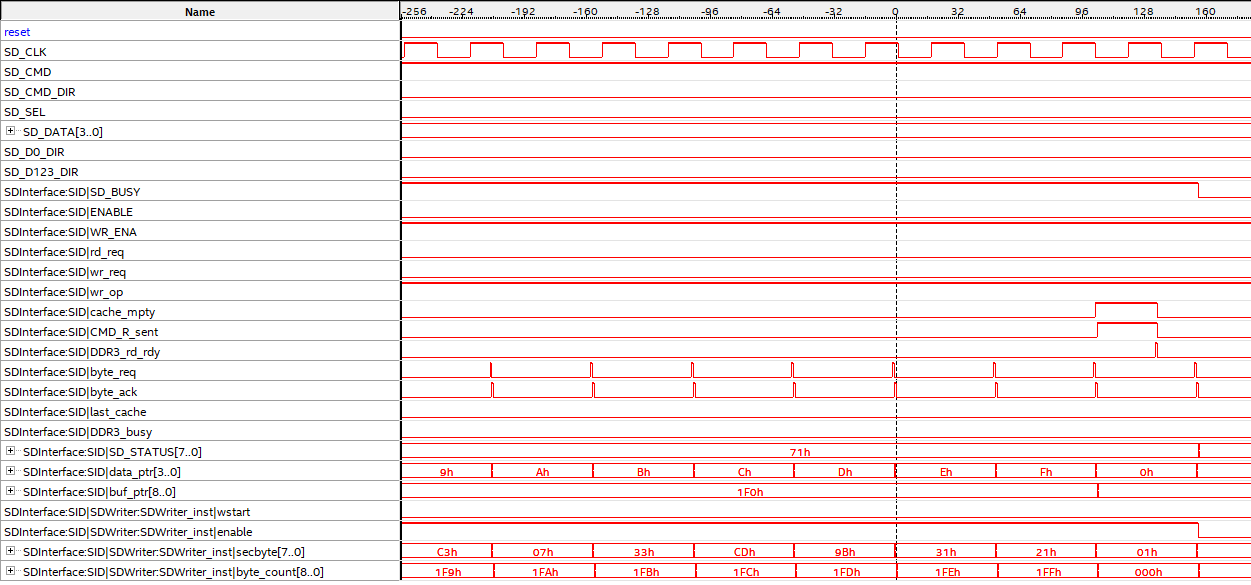 Name -256 -224 -192 -160 -128 -96 -64 -32 0 32 64 96 128 160
reset
SD_CLK
SD_CMD
SD_CMD_DIR
SD_SEL
SD_DATA[3..0]
SD_D0_DIR
SD_D123_DIR
SDInterface:SID|SD_BUSY
SDInterface:SID|ENABLE
SDInterface:SID|WR_ENA
SDInterface:SID|rd_req
SDInterface:SID|wr_req
SDInterface:SID|wr_op
SDInterface:SID|cache_mpty
SDInterface:SID|CMD_R_sent
SDInterface:SID|DDR3_rd_rdy
SDInterface:SID|byte_req
SDInterface:SID|byte_ack
SDInterface:SID|last_cache
SDInterface:SID|DDR3_busy
SDInterface:SID|SD_STATUS[7..0] 71h
SDInterface:SID|data_ptr[3..0] 9h Ah Bh Ch Dh Eh Fh 0h
SDInterface:SID|buf_ptr[8..0] 1F0h
SDInterface:SID|SDWriter:SDWriter_inst|wstart
SDInterface:SID|SDWriter:SDWriter_inst|enable
SDInterface:SID|SDWriter:SDWriter_inst|secbyte[7..0] C3h 07h 33h CDh 9Bh 31h 21h 01h
SDInterface:SID|SDWriter:SDWriter_inst|byte_count[8..0] 1F9h 1FAh 1FBh 1FCh 1FDh 1FEh 1FFh 000h